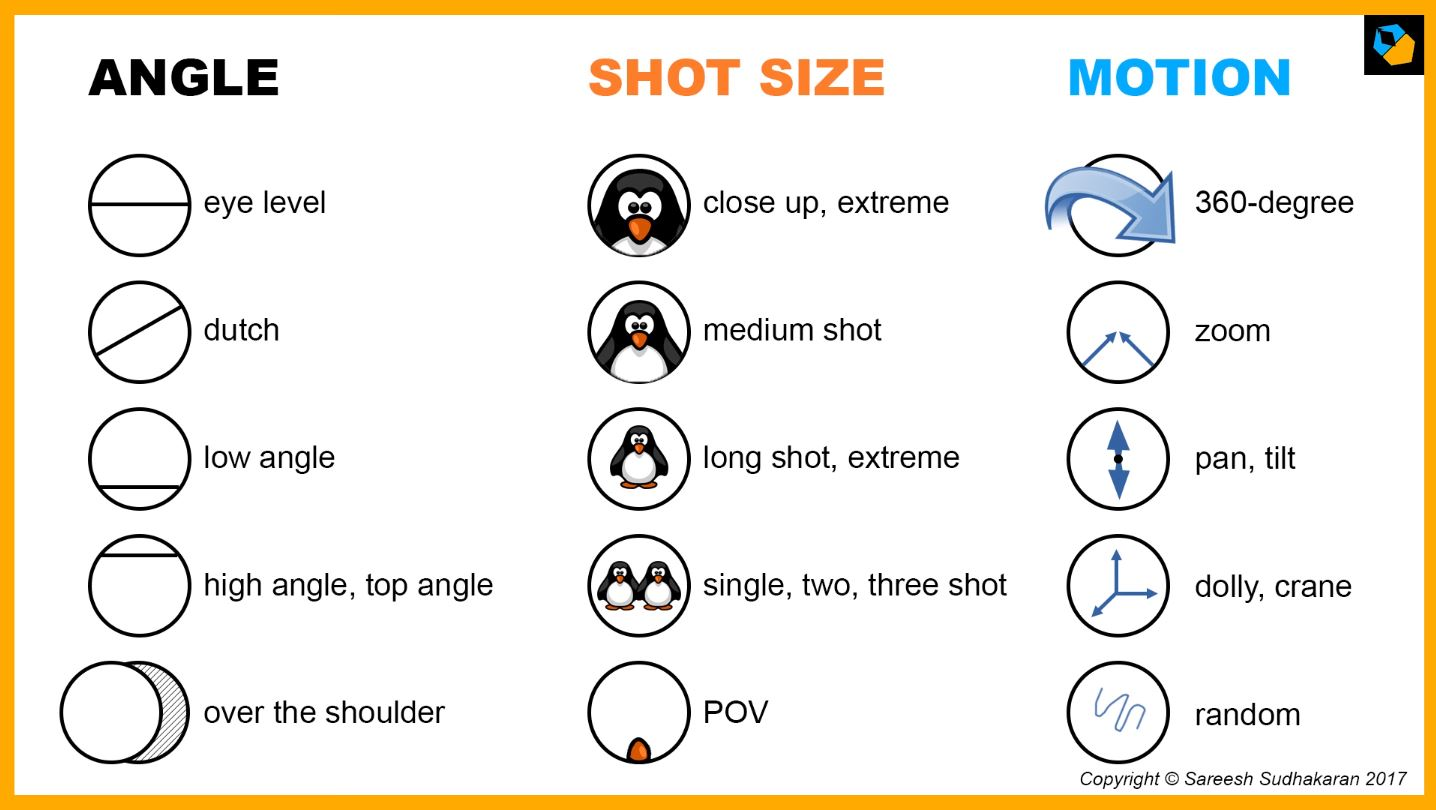 ANGLE
SHOT SIZE
MOTION
eye level
close up, extreme
360-degree
dutch
medium shot
zoom
low angle
long shot, extreme
pan, tilt
high angle, top angle
single, two, three shot
dolly, crane
over the shoulder
POV
random
Copyright © Sareesh Sudhakaran 2017